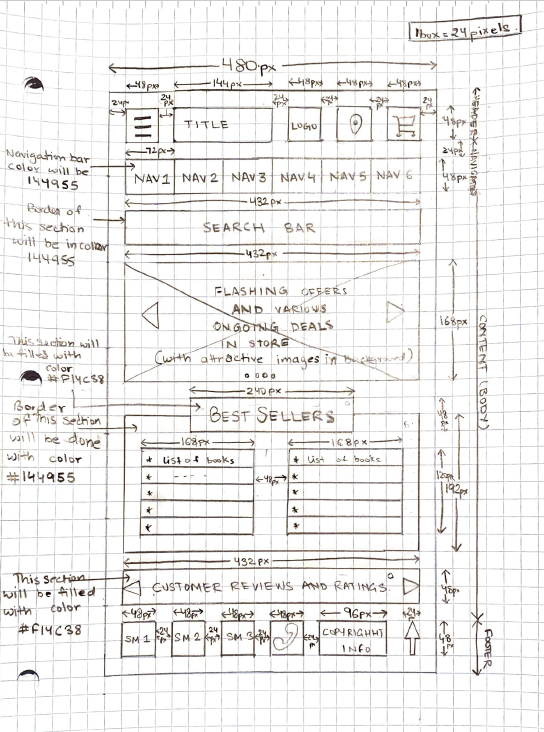 1box = 24 pixels.
480px
48px 144px 48px 48px 48px
24px 24px 24px 24px 24px 24px
TITLE LOGO
48px
24px
HEADER
72px
Navigation bar
color will be
144955
NAV 1 NAV 2 NAV 3 NAV 4 NAV 5 NAV 6
48px
432px
Border of
this section
will be in color
144955
SEARCH BAR
432px
FLASHING OFFERS
AND VARIOUS
ONGOING DEALS
IN STORE
(with attractive images in background)
168px
CONTENT (BODY)
This section will
be filled with
color
#F14C38
240px
BEST SELLERS
Border
of this section
will be done
with color
#144955
168px 168px
* List of books * List of books
* - - - - *
* *
* *
* *
48px
192px
432px
This section
will be filled
with color
#F14C38
CUSTOMER REVIEWS AND RATINGS.
48px
48px 48px 48px 48px 96px 24px
SM 1 SM 2 SM 3 COPYRIGHHT
INFO
24px 24px 24px 24px
48px
FOOTER